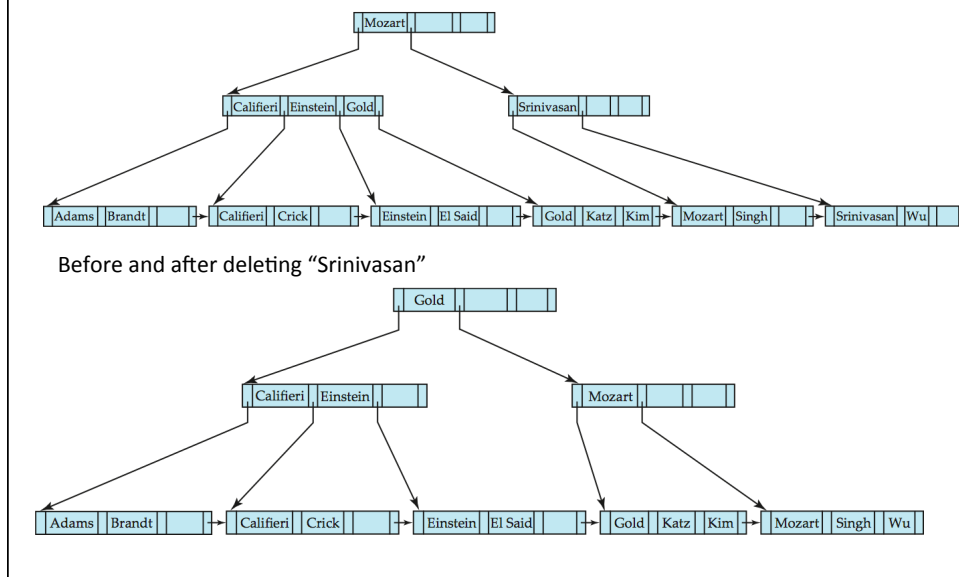 Mozart
Califieri Einstein Gold Srinivasan
Adams Brandt Califieri Crick Einstein El Said Gold Katz Kim Mozart Singh Srinivasan Wu
Before and after deleting “Srinivasan”
Gold
Califieri Einstein Mozart
Adams Brandt Califieri Crick Einstein El Said Gold Katz Kim Mozart Singh Wu